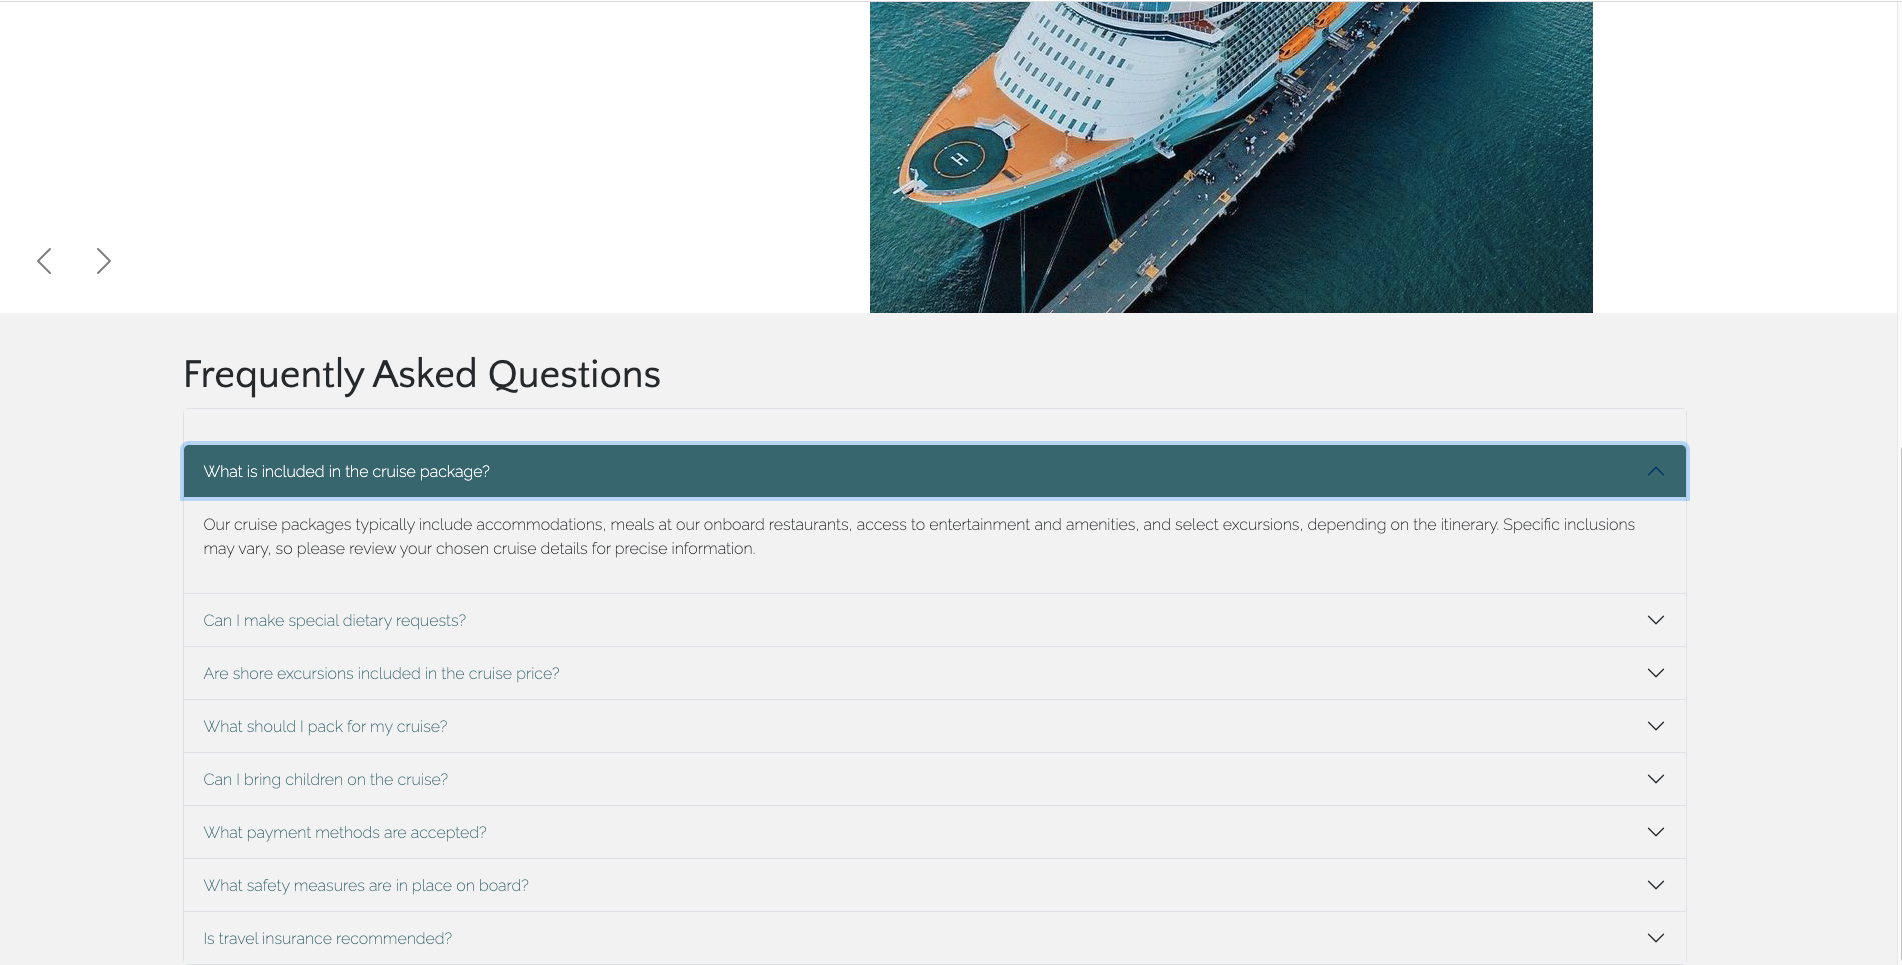 H
Frequently Asked Questions
What is included in the cruise package?
Our cruise packages typically include accommodations, meals at our onboard restaurants, access to entertainment and amenities, and select excursions, depending on the itinerary. Specific inclusions
may vary, so please review your chosen cruise details for precise information.
Can I make special dietary requests?
Are shore excursions included in the cruise price?
What should I pack for my cruise?
Can I bring children on the cruise?
What payment methods are accepted?
What safety measures are in place on board?
Is travel insurance recommended?